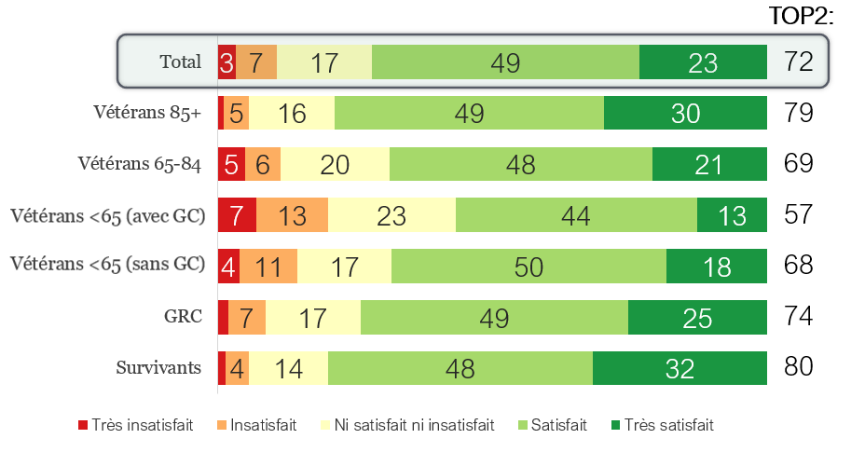 TOP2:
Total 3 7 17 49 23 72
Vétérans 85+ 5 16 49 30 79
Vétérans 65-84 5 6 20 48 21 69
Vétérans <65 (avec GC) 7 13 23 44 13 57
Vétérans <65 (sans GC) 4 11 17 50 18 68
GRC 7 17 49 25 74
Survivants 4 14 48 32 80
Très insatisfait Insatisfait Ni satisfait ni insatisfait Satisfait Très satisfait